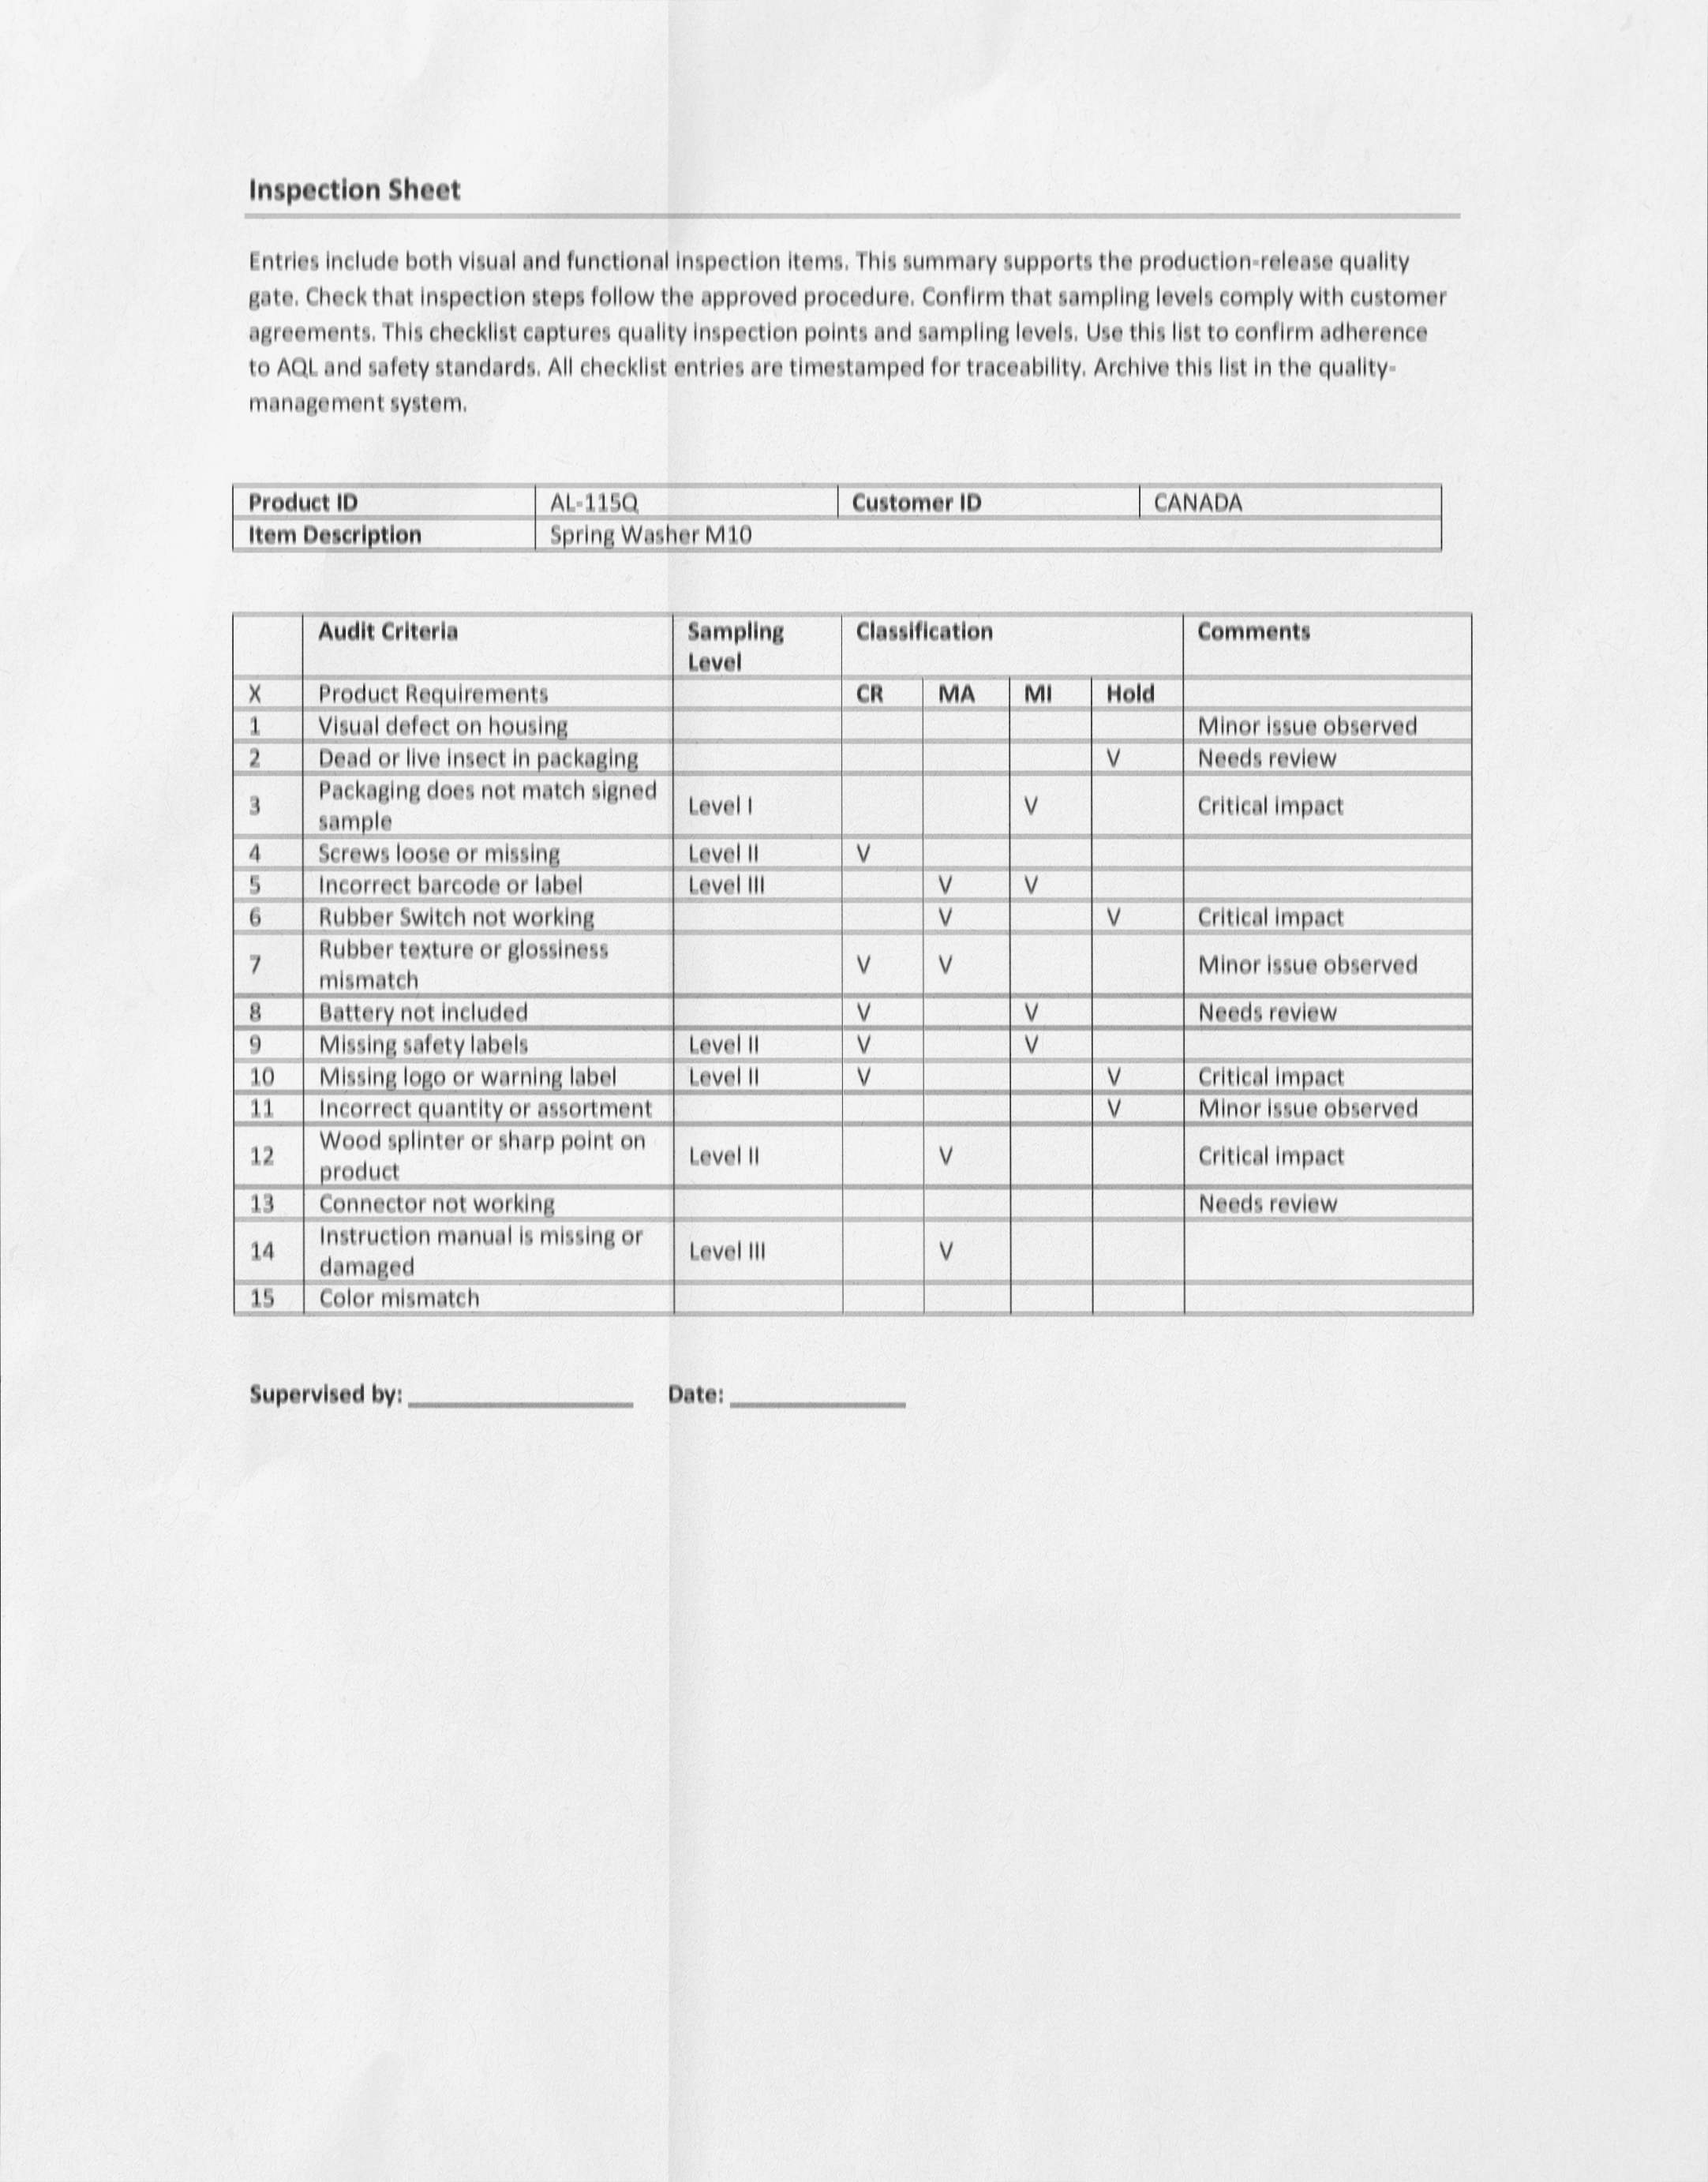 Inspection Sheet
Entries include both visual and functional inspection items. This summary supports the production-release quality
gate. Check that inspection steps follow the approved procedure. Confirm that sampling levels comply with customer
agreements. This checklist captures quality inspection points and sampling levels. Use this list to confirm adherence
to AQL and safety standards. All checklist entries are timestamped for traceability. Archive this list in the quality-
management system.
Product ID AL-115Q Customer ID CANADA
Item Description Spring Washer M10
Audit Criteria Sampling Classification Comments
Level
X Product Requirements CR MA MI Hold
1 Visual defect on housing Minor issue observed
2 Dead or live insect in packaging V Needs review
Packaging does not match signed
3 Level I V Critical impact
sample
4 Screws loose or missing Level II V
5 Incorrect barcode or label Level III V V
6 Rubber Switch not working V V Critical impact
Rubber texture or glossiness
7 V V Minor issue observed
mismatch
8 Battery not included V V Needs review
9 Missing safety labels Level II V V
10 Missing logo or warning label Level II V V Critical impact
11 Incorrect quantity or assortment V Minor issue observed
Wood splinter or sharp point on
12 Level II V Critical impact
product
13 Connector not working Needs review
Instruction manual is missing or
14 Level III V
damaged
15 Color mismatch
Supervised by: Date: